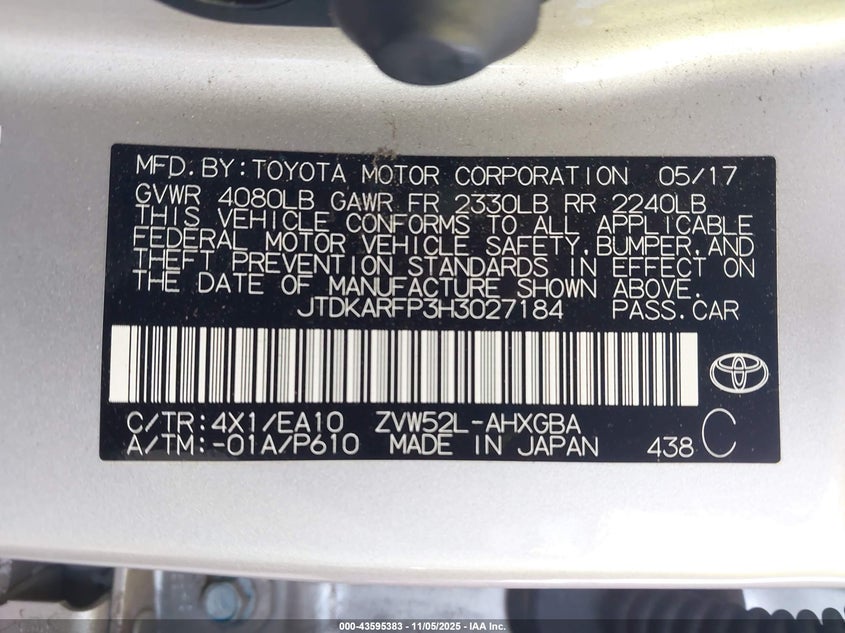 MFD. BY: TOYOTA MOTOR CORPORATION 05/17
GVWR 4080LB GAWR FR 2330LB RR 2240LB
THIS VEHICLE CONFORMS TO ALL APPLICABLE
FEDERAL MOTOR VEHICLE SAFETY, BUMPER, AND
THEFT PREVENTION STANDARDS IN EFFECT ON
THE DATE OF MANUFACTURE SHOWN ABOVE.
JTDKARFP3H3027184 PASS. CAR
C/TR: 4X1/EA10 ZVW52L-AHXGBA
A/TM: -01A/P610 MADE IN JAPAN 438 C
000-43595383 - 11/05/2025 - IAA Inc.